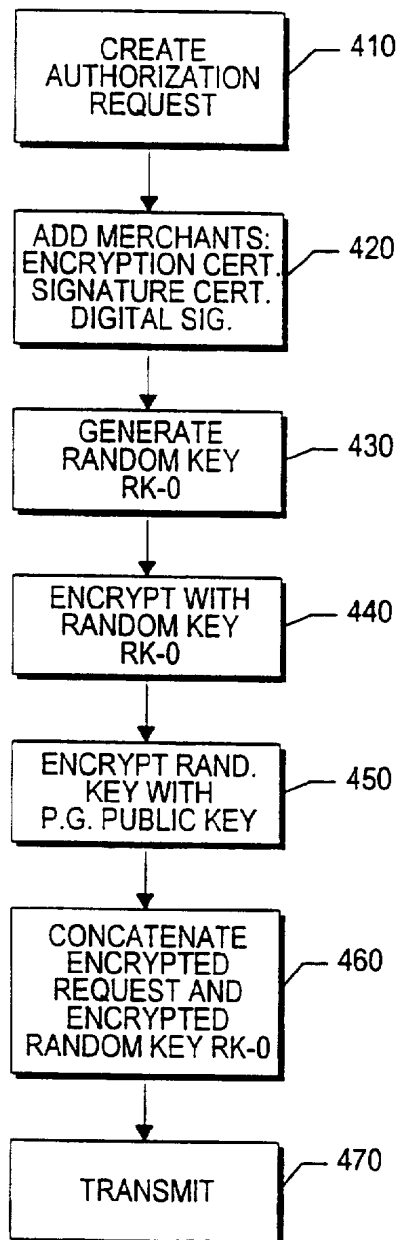 CREATE
AUTHORIZATION
REQUEST
410
ADD MERCHANTS:
ENCRYPTION CERT.
SIGNATURE CERT.
DIGITAL SIG.
420
GENERATE
RANDOM KEY
RK-0
430
ENCRYPT WITH
RANDOM KEY
RK-0
440
ENCRYPT RAND.
KEY WITH
P.G. PUBLIC KEY
450
CONCATENATE
ENCRYPTED
REQUEST AND
ENCRYPTED
RANDOM KEY RK-0
460
TRANSMIT
470